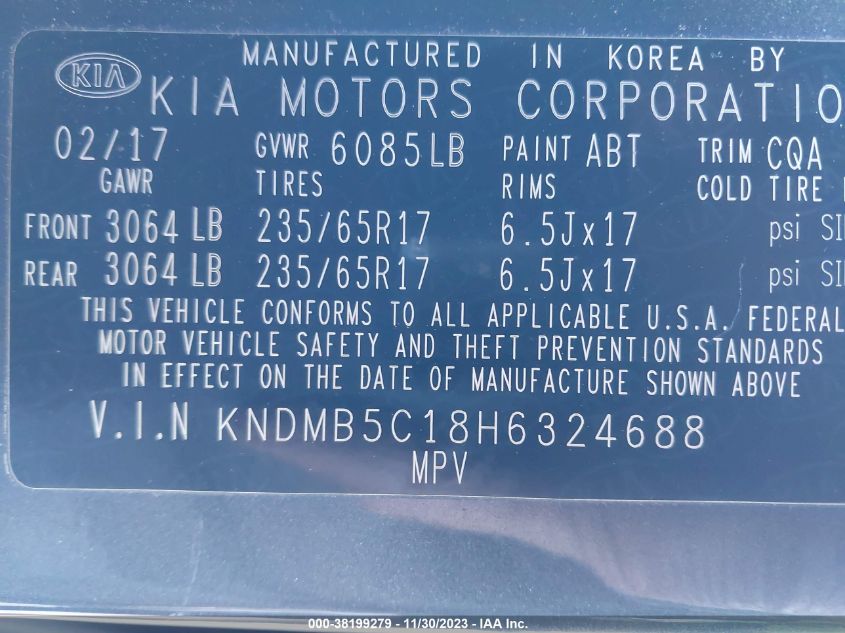 MANUFACTURED IN KOREA BY
KIA KIA MOTORS CORPORATIO
02/17 GVWR 6085LB PAINT ABT TRIM CQA
GAWR TIRES RIMS COLD TIRE
FRONT 3064 LB 235/65R17 6.5Jx17 psi SI
REAR 3064 LB 235/65R17 6.5Jx17 psi SI
THIS VEHICLE CONFORMS TO ALL APPLICABLE U.S.A. FEDERAL
MOTOR VEHICLE SAFETY AND THEFT PREVENTION STANDARDS
IN EFFECT ON THE DATE OF MANUFACTURE SHOWN ABOVE
V.I.N KNDMB5C18H6324688
MPV
000-38199279 - 11/30/2023 - IAA Inc.